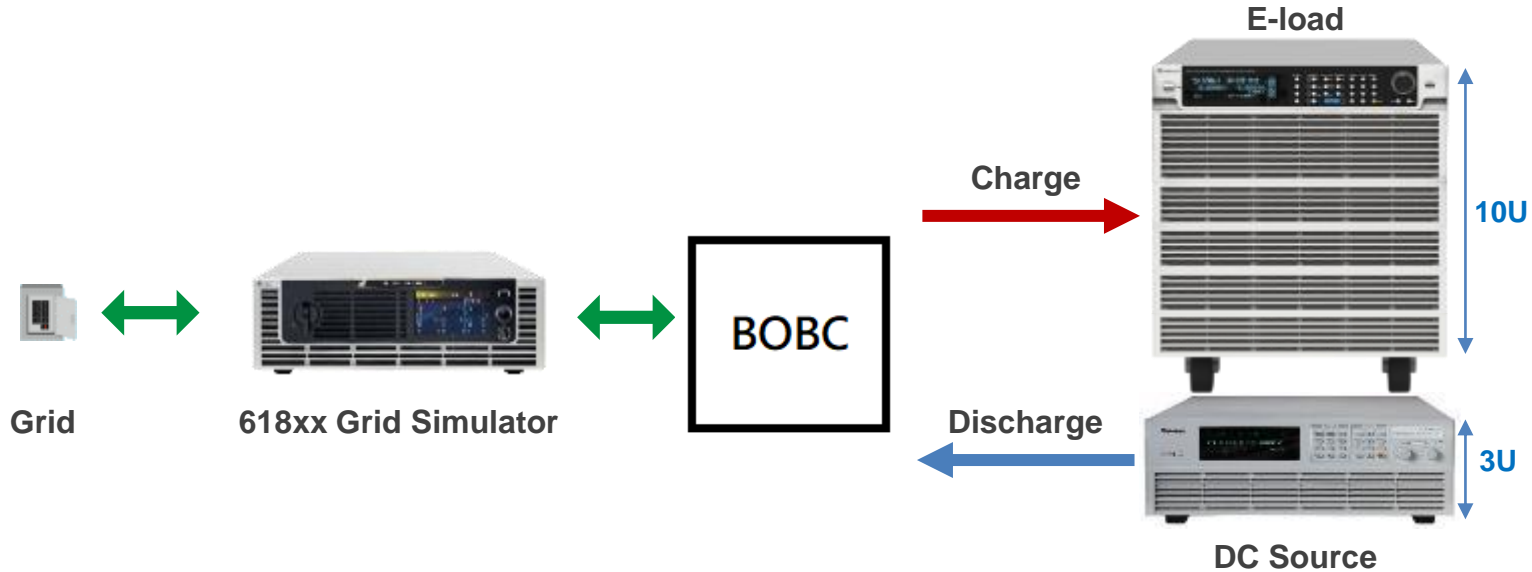 E-load
Charge
10U
BOBC
Grid
618xx Grid Simulator
Discharge
3U
DC Source